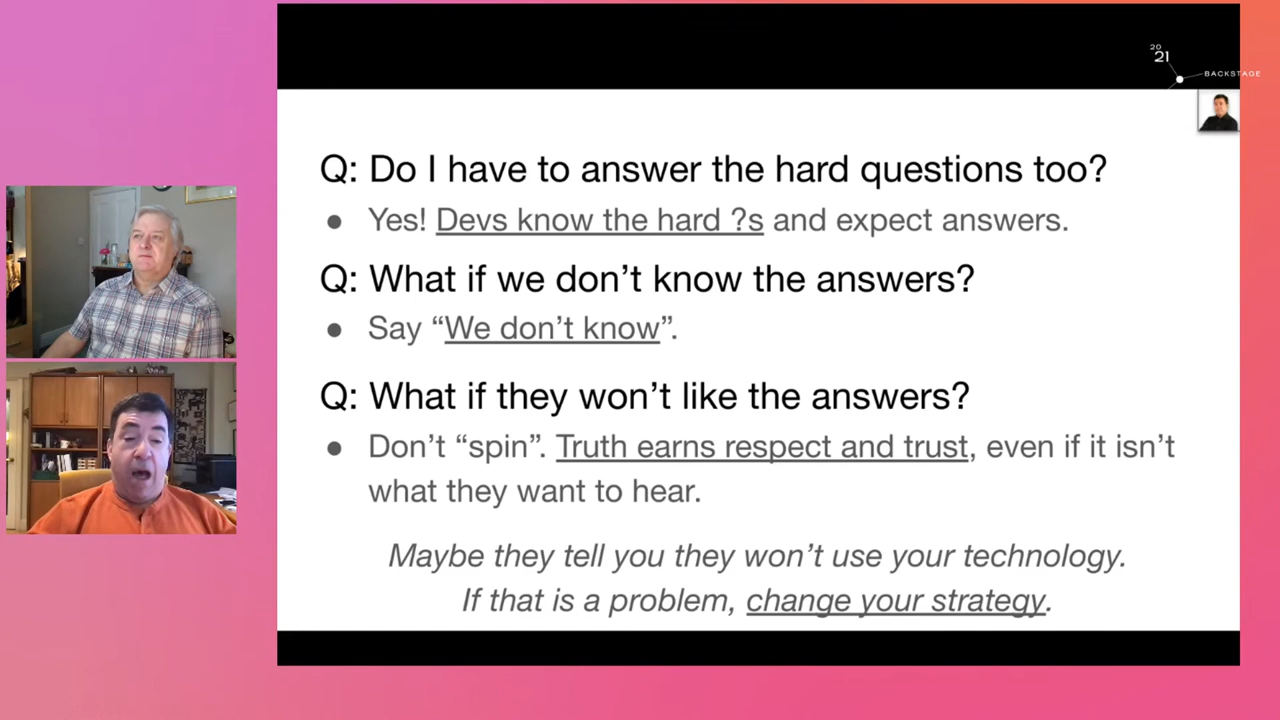 20
21
BACKSTAGE
Q: Do I have to answer the hard questions too?
● Yes! Devs know the hard ?s and expect answers.
Q: What if we don’t know the answers?
● Say “We don’t know”.
Q: What if they won’t like the answers?
● Don’t “spin”. Truth earns respect and trust, even if it isn’t
what they want to hear.
Maybe they tell you they won’t use your technology.
If that is a problem, change your strategy.